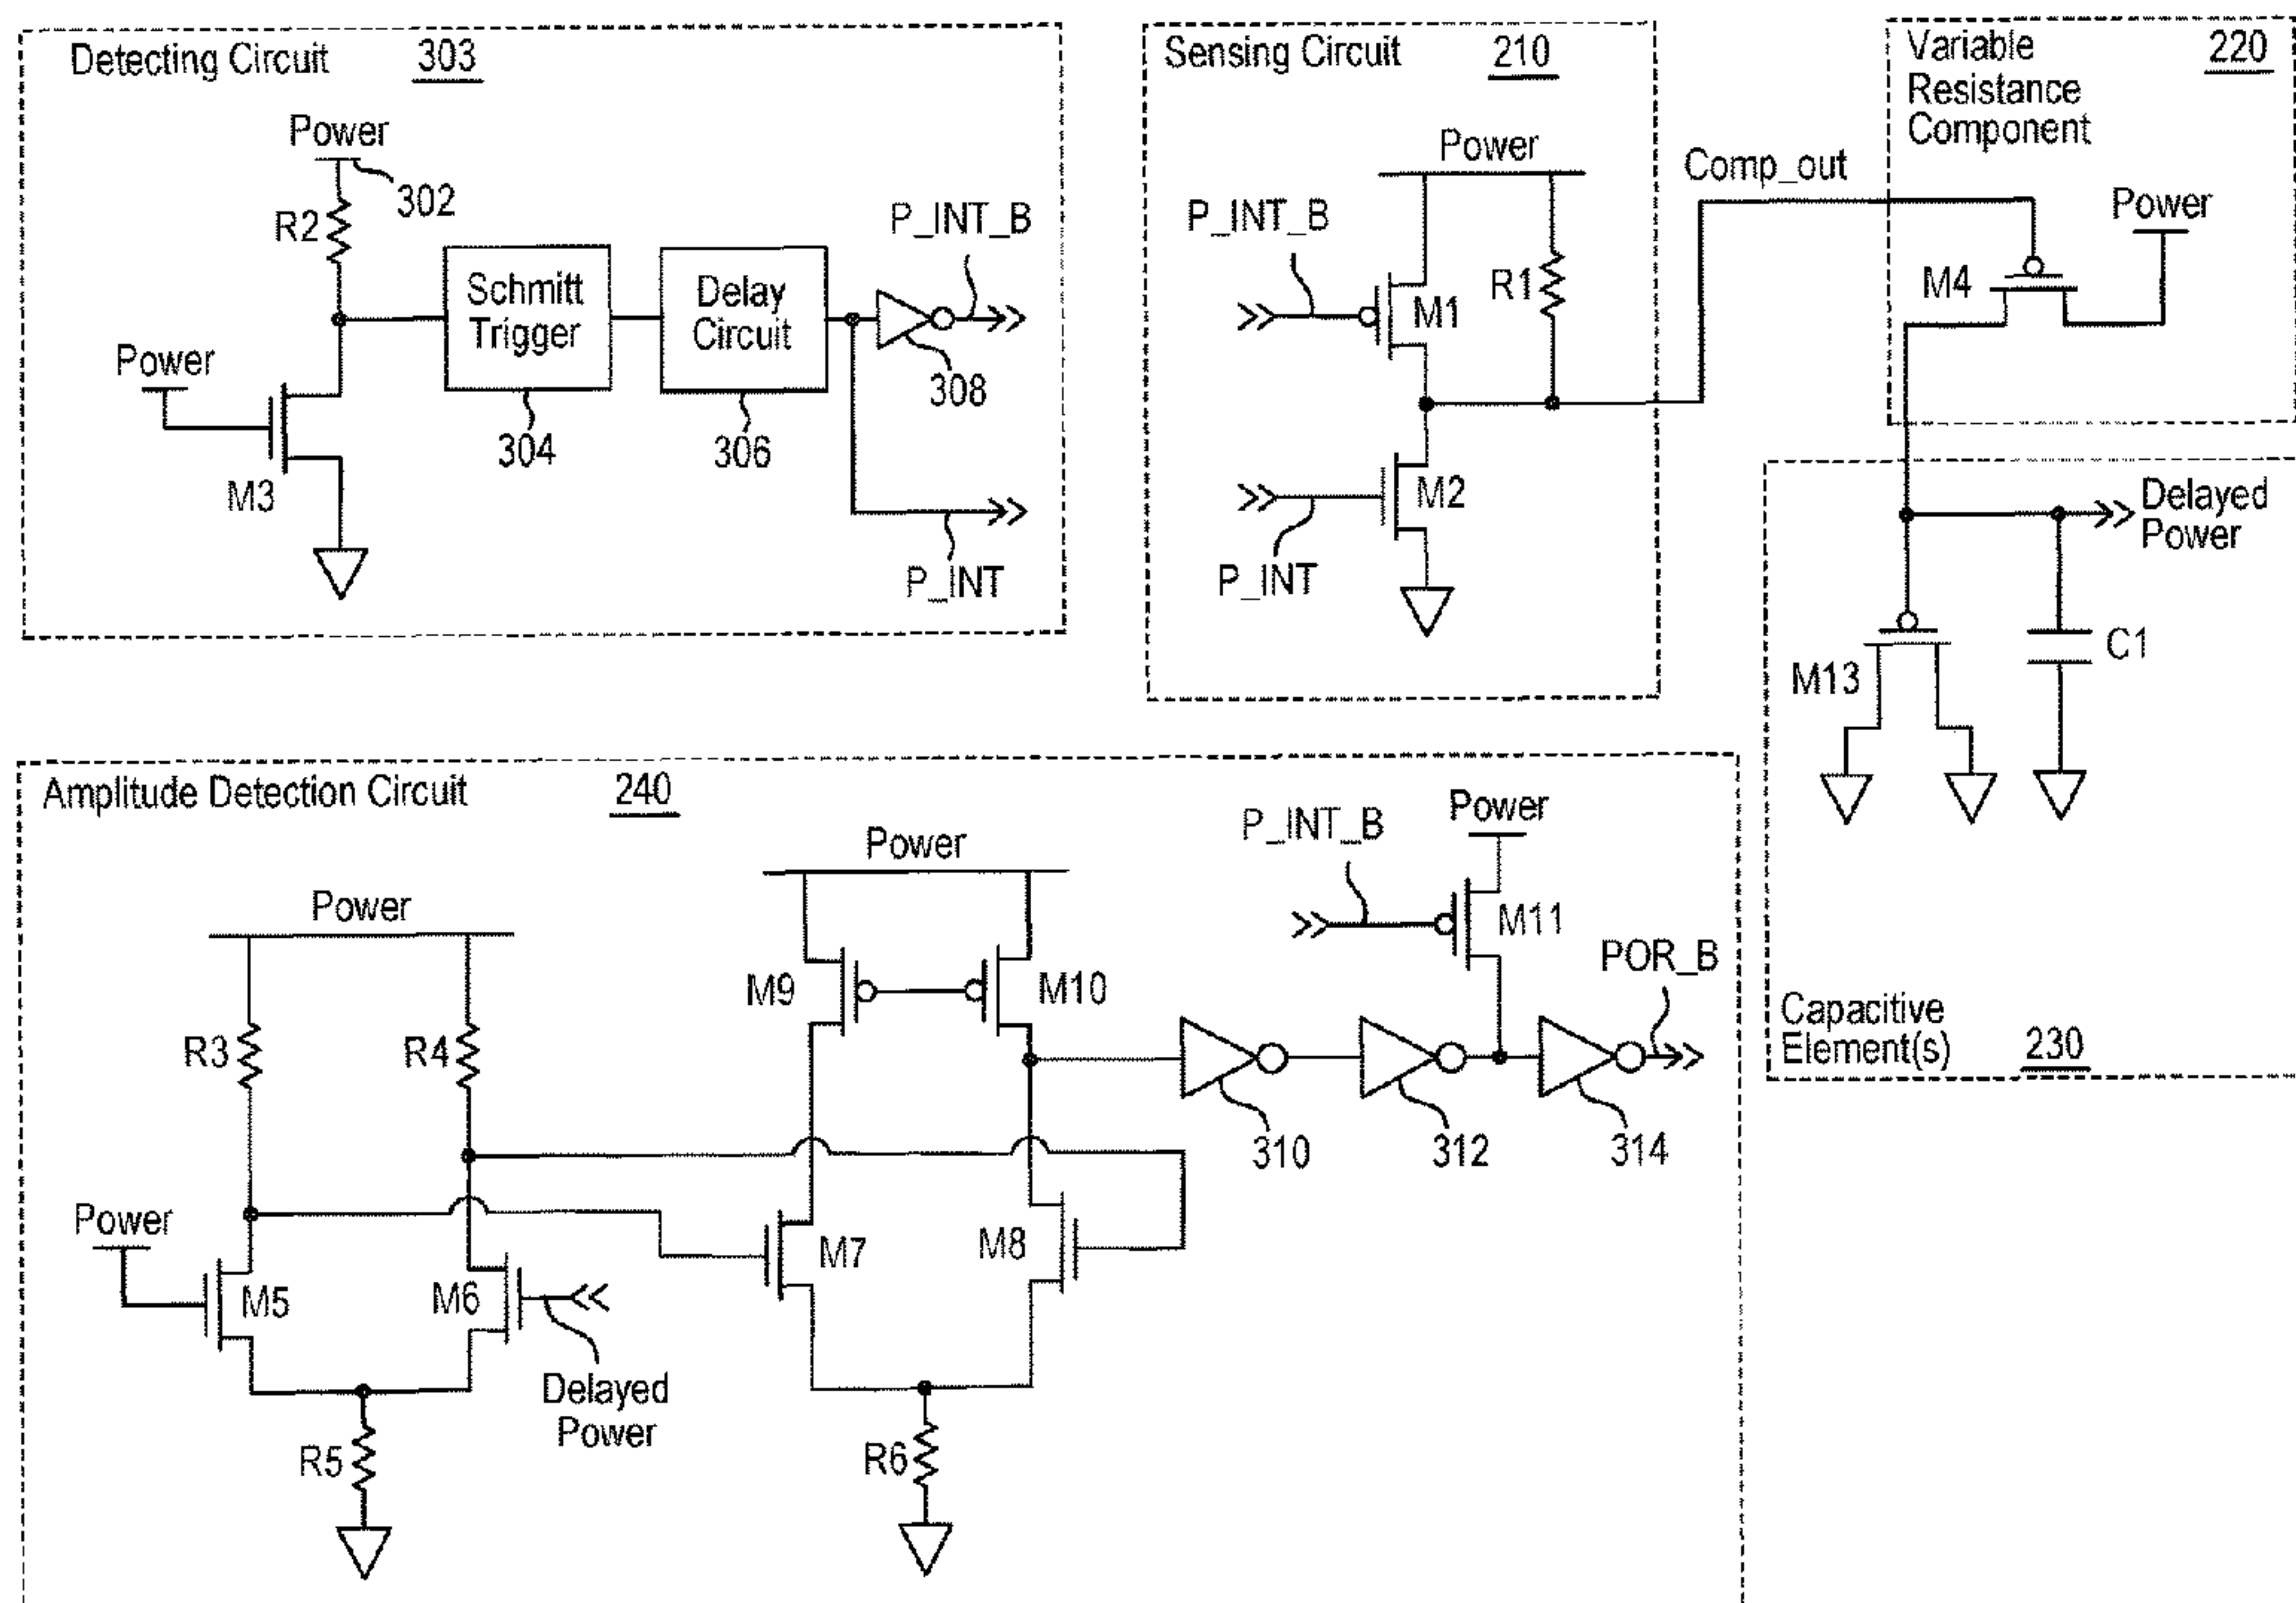 Detecting Circuit 303
Power
302
R2
Schmitt
Trigger
304
Delay
Circuit
306
P_INT_B
308
Power
M3
P_INT
Sensing Circuit 210
Power
P_INT_B
M1
R1
M2
P_INT
Comp_out
Variable
Resistance
Component
220
Power
M4
Delayed
Power
M13
C1
Capacitive
Element(s) 230
Amplitude Detection Circuit 240
Power
R3
R4
Power
M5
M6
Delayed
Power
R5
Power
M9
M10
M7
M8
R6
P_INT_B
Power
M11
POR_B
310
312
314